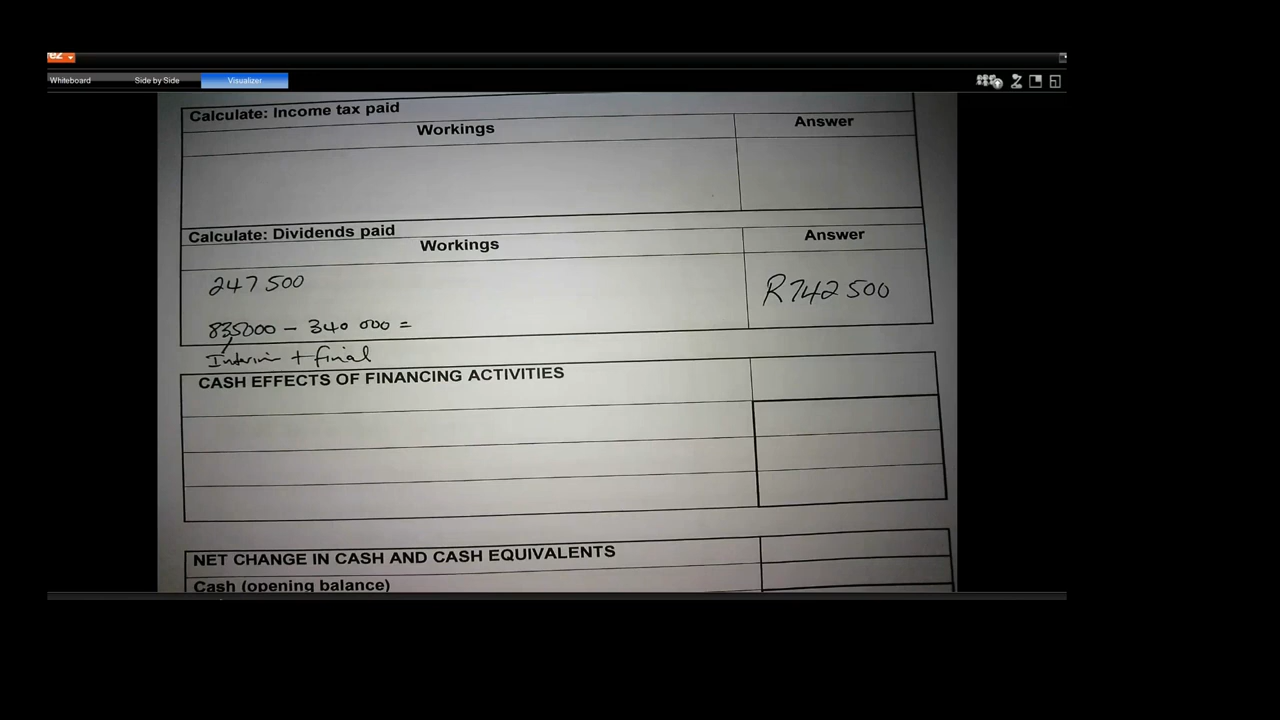 Whiteboard Side by Side Visualizer
Calculate: Income tax paid
Workings Answer
Calculate: Dividends paid
Workings Answer
247 500 R742 500
835000 - 340 000 =
Interim + final
CASH EFFECTS OF FINANCING ACTIVITIES
NET CHANGE IN CASH AND CASH EQUIVALENTS
Cash (opening balance)